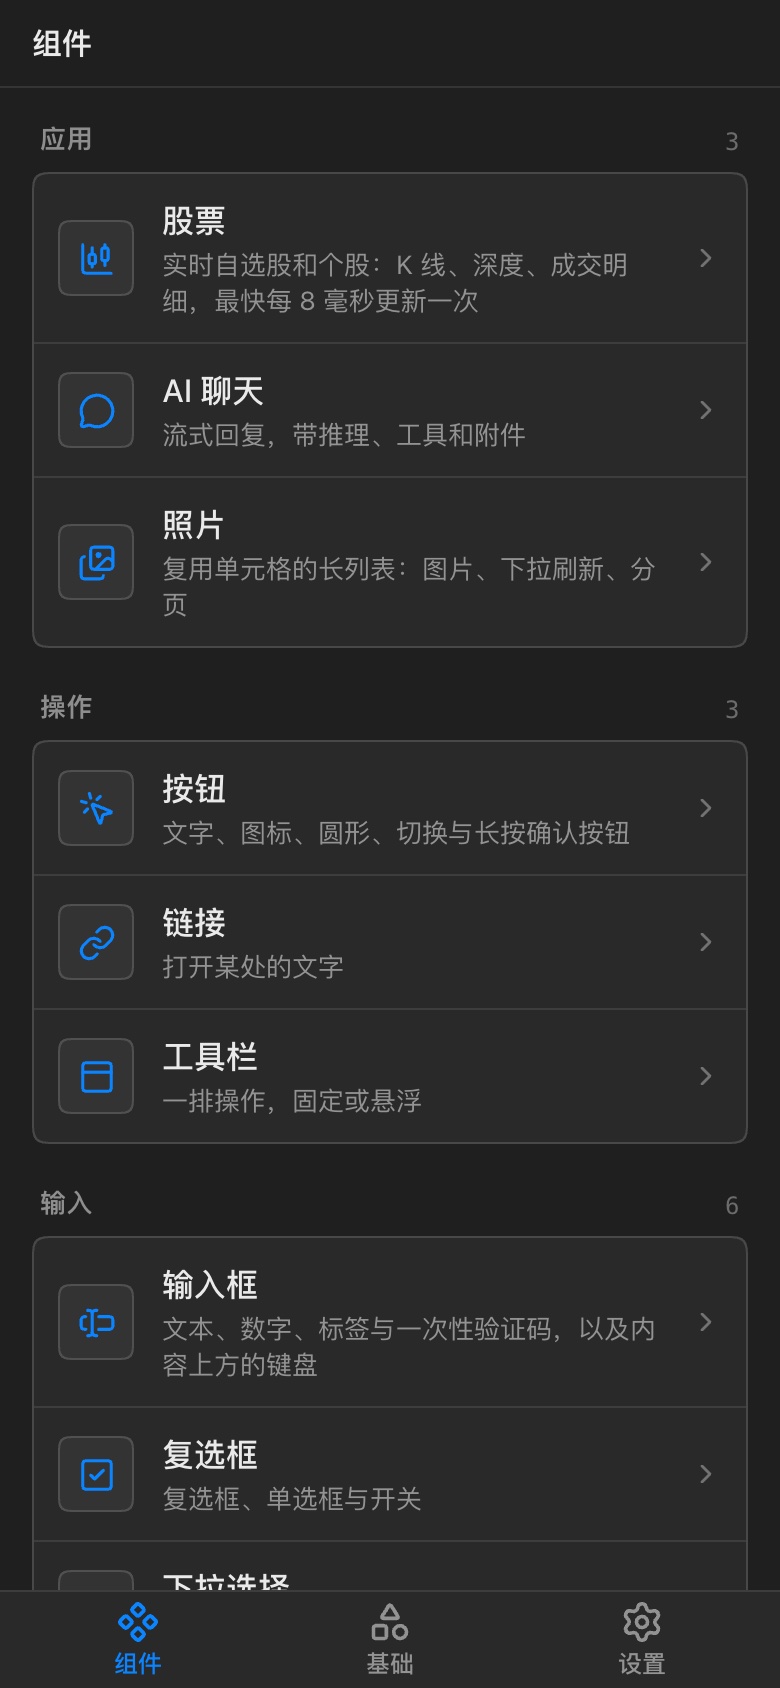 组件
应用
3
股票
实时自选股和个股：K 线、深度、成交明
细，最快每 8 毫秒更新一次
AI 聊天
流式回复，带推理、工具和附件
照片
复用单元格的长列表：图片、下拉刷新、分
页
操作
3
按钮
文字、图标、圆形、切换与长按确认按钮
链接
打开某处的文字
工具栏
一排操作，固定或悬浮
输入
6
输入框
文本、数字、标签与一次性验证码，以及内
容上方的键盘
复选框
复选框、单选框与开关
下拉选择
组件
基础
设置